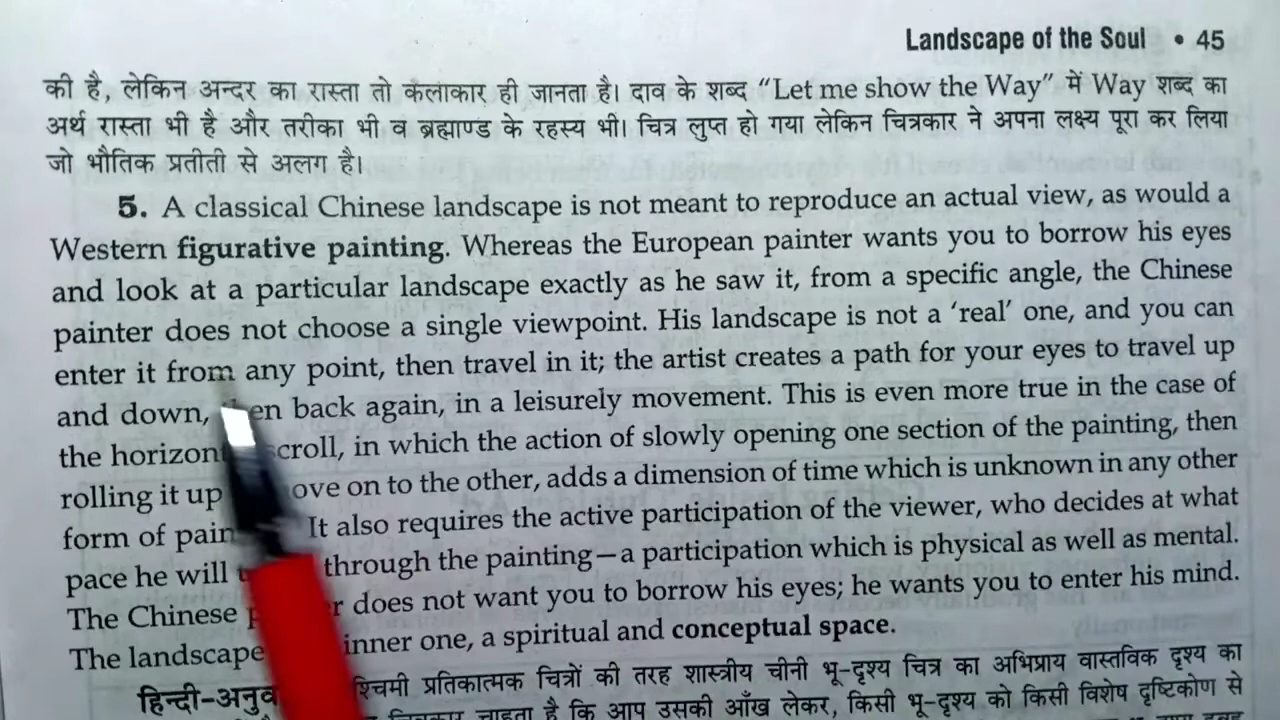 Landscape of the Soul • 45
की है, लेकिन अन्दर का रास्ता तो कलाकार ही जानता है। दाव के शब्द “Let me show the Way” में Way शब्द का
अर्थ रास्ता भी है और तरीका भी व ब्रह्माण्ड के रहस्य भी। चित्र लुप्त हो गया लेकिन चित्रकार ने अपना लक्ष्य पूरा कर लिया
जो भौतिक प्रतीती से अलग है।
5. A classical Chinese landscape is not meant to reproduce an actual view, as would a
Western figurative painting. Whereas the European painter wants you to borrow his eyes
and look at a particular landscape exactly as he saw it, from a specific angle, the Chinese
painter does not choose a single viewpoint. His landscape is not a ‘real’ one, and you can
enter it from any point, then travel in it; the artist creates a path for your eyes to travel up
and down, back again, in a leisurely movement. This is even more true in the case of
the scroll, in which the action of slowly opening one section of the painting, then
rolling it up on to the other, adds a dimension of time which is unknown in any other
form of It also requires the active participation of the viewer, who decides at what
pace he will through the painting—a participation which is physical as well as mental.
The Chinese does not want you to borrow his eyes; he wants you to enter his mind.
The landscape inner one, a spiritual and conceptual space.
प्रतिकात्मक चित्रों की तरह शास्त्रीय चीनी भू-दृश्य चित्र का अभिप्राय वास्तविक दृश्य का
चाहता है कि आप उसकी आँख लेकर, किसी भू-दृश्य को किसी विशेष दृष्टिकोण से